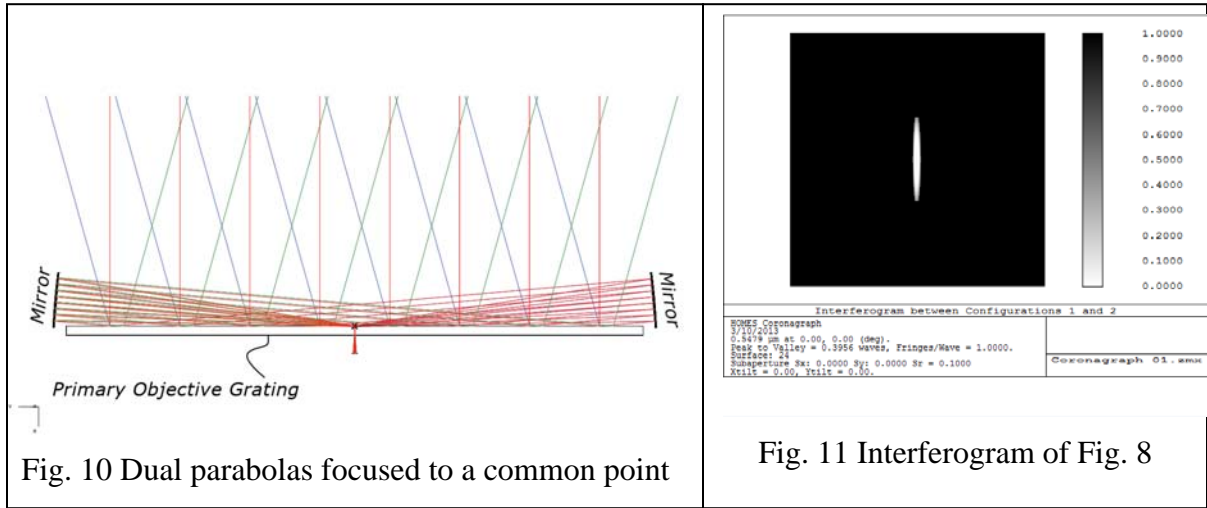 Mirror
Mirror
Primary Objective Grating
Fig. 10 Dual parabolas focused to a common point
1.0000
0.9000
0.8000
0.7000
0.6000
0.5000
0.4000
0.3000
0.2000
0.1000
0.0000
Interferogram between Configurations 1 and 2
HOMES Coronagraph
3/10/2013
0.5479 µm at 0.00, 0.00 (deg).
Peak to Valley = 0.3956 waves, Fringes/Wave = 1.0000.
Surface: 24
Subaperture Sx: 0.0000 Sy: 0.0000 Sr = 0.1000
Xtilt = 0.00, Ytilt = 0.00.
Coronagraph 01.zmx
Fig. 11 Interferogram of Fig. 8